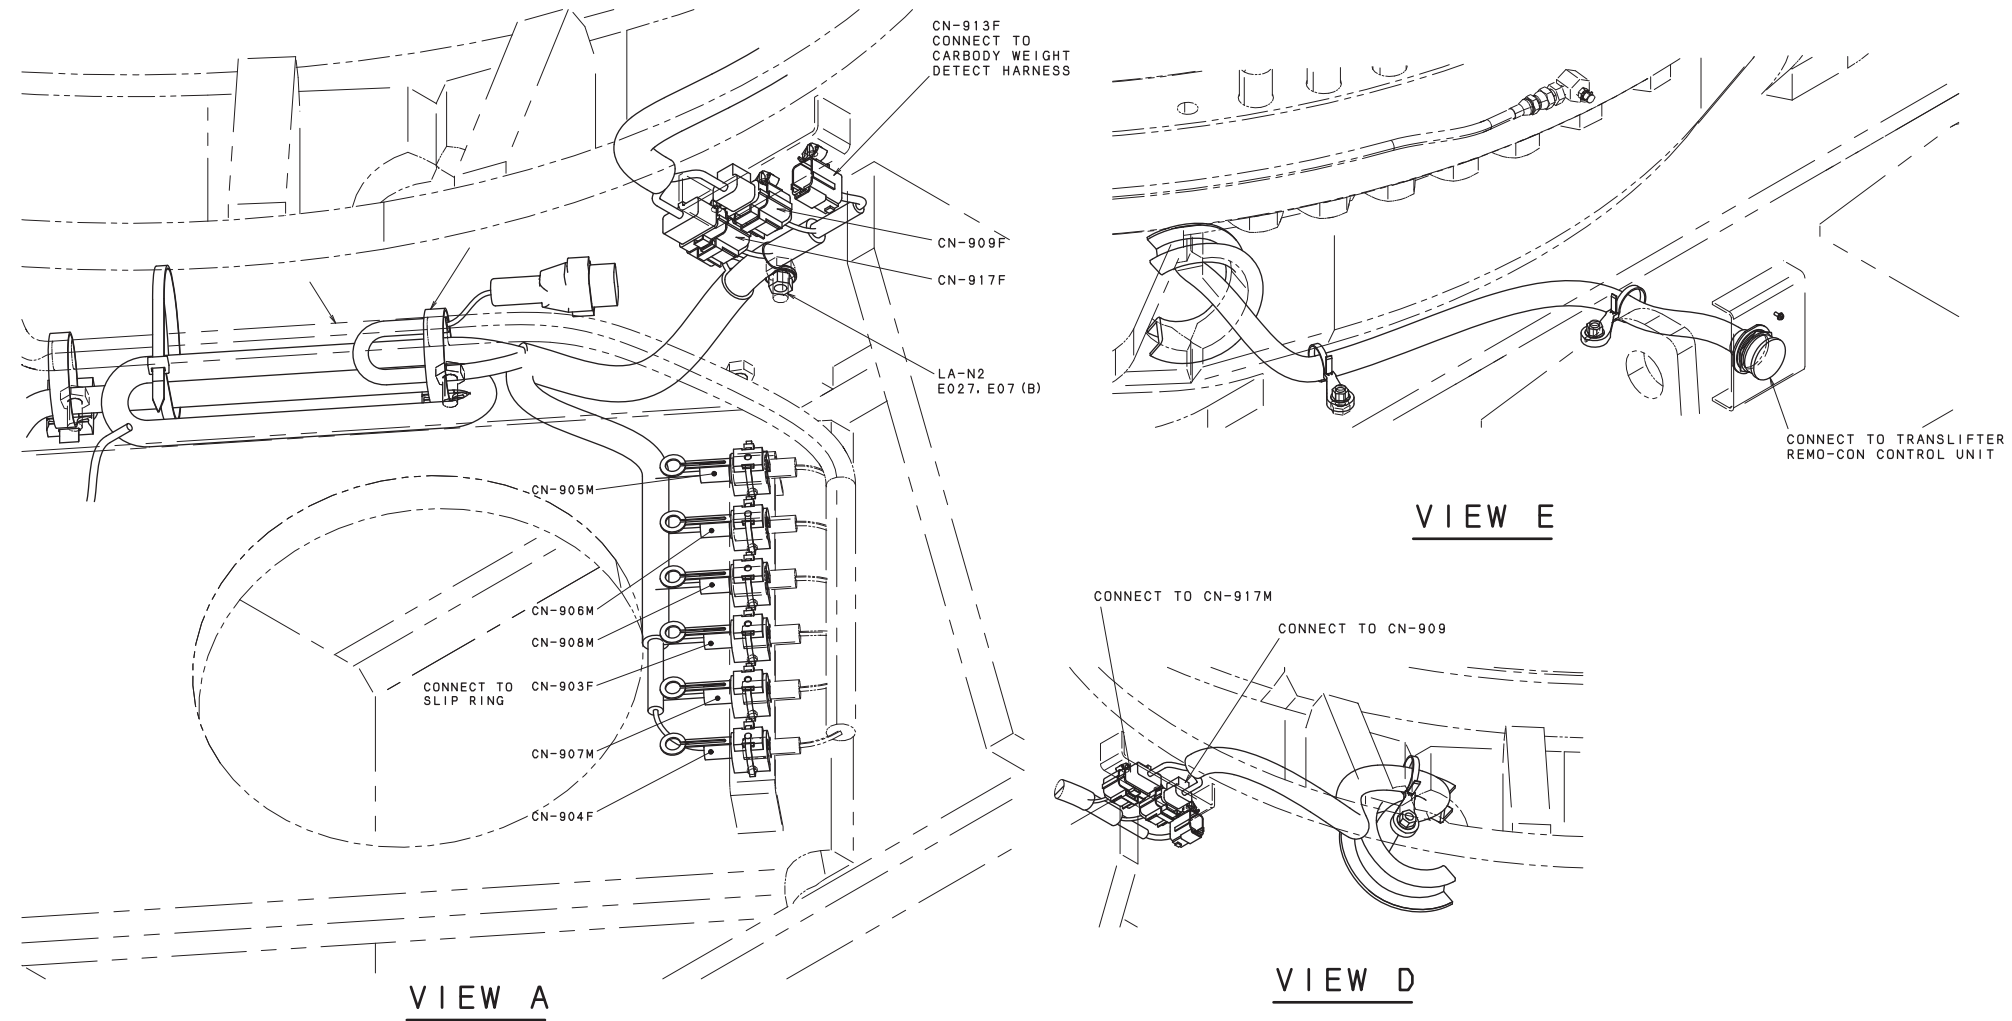 CN-913F
CONNECT TO
CARBODY WEIGHT
DETECT HARNESS
CN-909F
CN-917F
LA-N2
E027. E07 (B)
CN-905M
CN-906M
CN-908M
CONNECT TO
SLIP RING
CN-903F
CN-907M
CN-904F
VIEW A
CONNECT TO TRANSLIFTER
REMO-CON CONTROL UNIT
VIEW E
CONNECT TO CN-917M
CONNECT TO CN-909
VIEW D